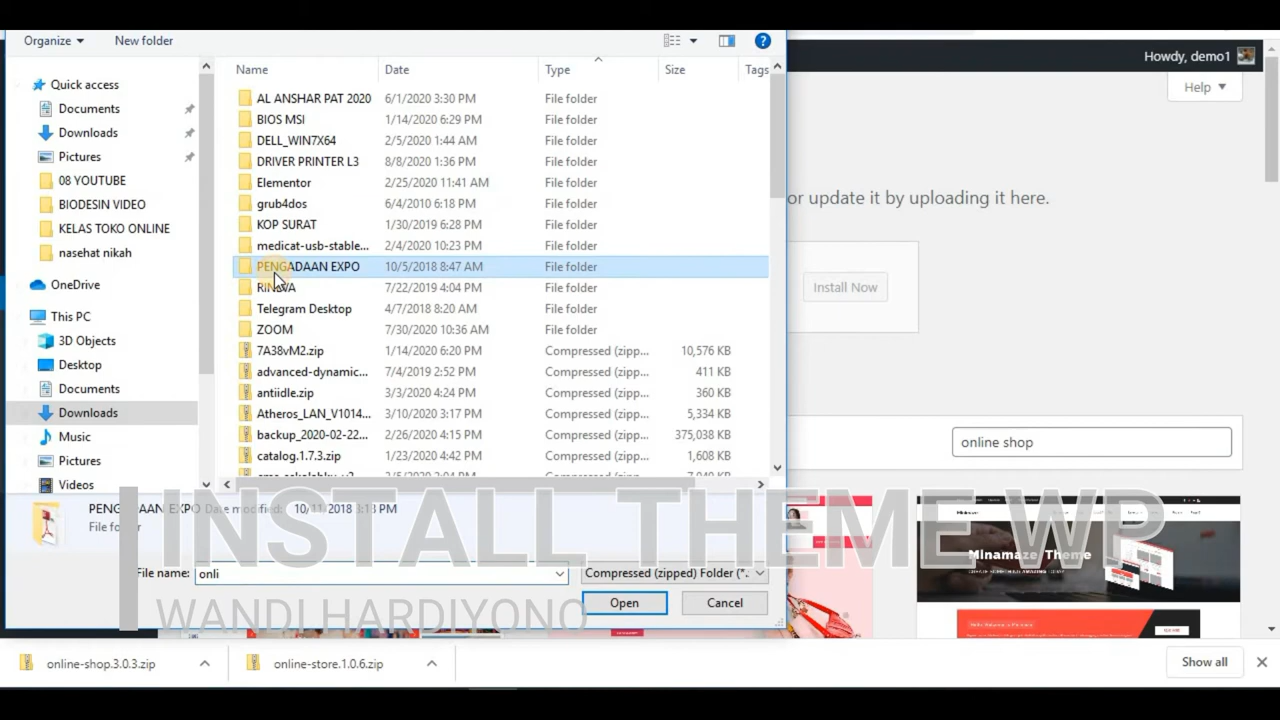 Organize
New folder
Howdy, demo1
Help
Name Date Type Size Tags
Quick access
Documents
Downloads
Pictures
08 YOUTUBE
BIODESIN VIDEO
KELAS TOKO ONLINE
nasehat nikah
OneDrive
This PC
3D Objects
Desktop
Documents
Downloads
Music
Pictures
Videos
AL ANSHAR PAT 2020 6/1/2020 3:30 PM File folder
BIOS MSI 1/14/2020 6:29 PM File folder
DELL_WIN7X64 2/5/2020 1:44 AM File folder
DRIVER PRINTER L3 8/8/2020 1:36 PM File folder
Elementor 2/25/2020 11:41 AM File folder
grub4dos 6/4/2010 6:18 PM File folder
KOP SURAT 1/30/2019 6:28 PM File folder
medicat-usb-stable... 2/4/2020 10:23 PM File folder
PENGADAAN EXPO 10/5/2018 8:47 AM File folder
RINOVA 7/22/2019 4:04 PM File folder
Telegram Desktop 4/7/2018 8:20 AM File folder
ZOOM 7/30/2020 10:36 AM File folder
7A38vM2.zip 1/14/2020 6:20 PM Compressed (zipp... 10,576 KB
advanced-dynamic... 7/4/2019 2:52 PM Compressed (zipp... 411 KB
antiidle.zip 3/3/2020 4:24 PM Compressed (zipp... 360 KB
Atheros_LAN_V1014... 3/10/2020 3:17 PM Compressed (zipp... 5,334 KB
backup_2020-02-22... 2/26/2020 4:15 PM Compressed (zipp... 375,038 KB
catalog.1.7.3.zip 1/23/2020 4:42 PM Compressed (zipp... 1,608 KB
or update it by uploading it here.
Install Now
online shop
PENGADAAN EXPO Date modified: 10/11/2018 3:13 PM
File folder
INSTALL THEME WP
File name: onli Compressed (zipped) Folder (*.
WANDI HARDIYONO
Open Cancel
Minamaze Theme
online-shop.3.0.3.zip
online-store.1.0.6.zip
Show all